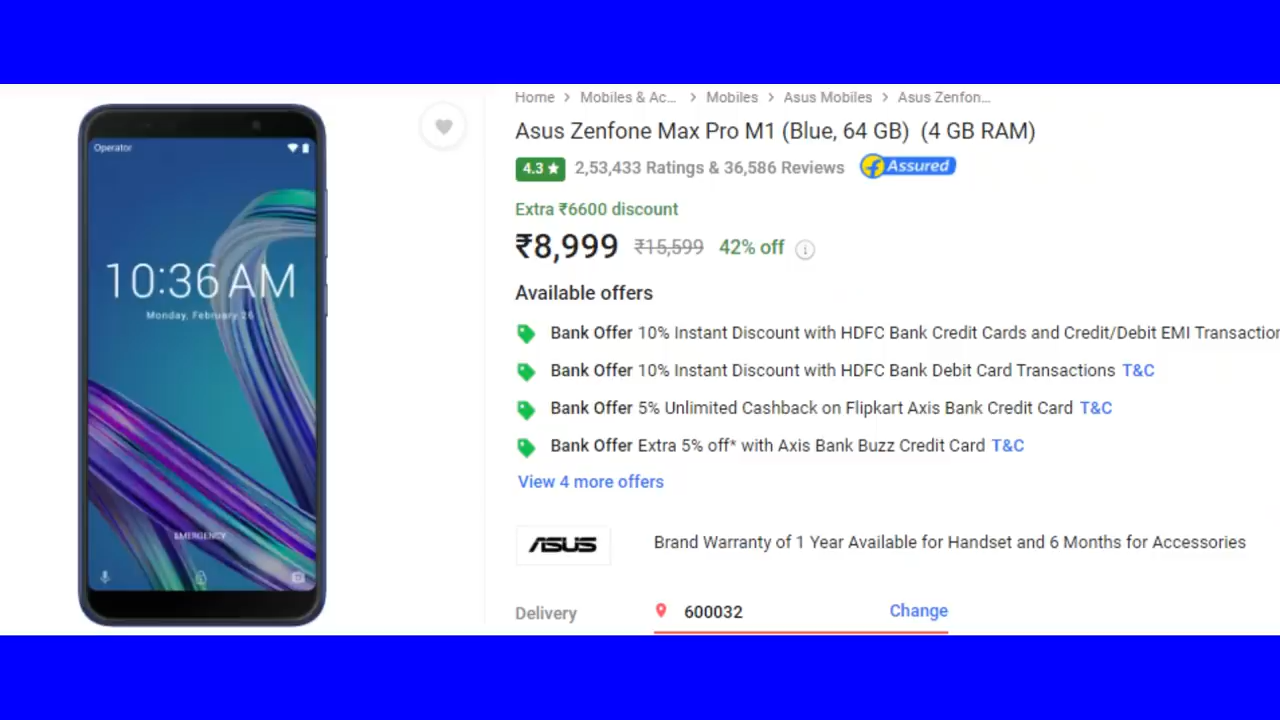 Operator
10:36 AM
Monday, February 26
EMERGENCY
Home > Mobiles & Ac... > Mobiles > Asus Mobiles > Asus Zenfon...
Asus Zenfone Max Pro M1 (Blue, 64 GB) (4 GB RAM)
4.3 ★ 2,53,433 Ratings & 36,586 Reviews f Assured
Extra ₹6600 discount
₹8,999 ₹15,599 42% off i
Available offers
Bank Offer 10% Instant Discount with HDFC Bank Credit Cards and Credit/Debit EMI Transaction
Bank Offer 10% Instant Discount with HDFC Bank Debit Card Transactions T&C
Bank Offer 5% Unlimited Cashback on Flipkart Axis Bank Credit Card T&C
Bank Offer Extra 5% off* with Axis Bank Buzz Credit Card T&C
View 4 more offers
ASUS Brand Warranty of 1 Year Available for Handset and 6 Months for Accessories
Delivery 600032 Change